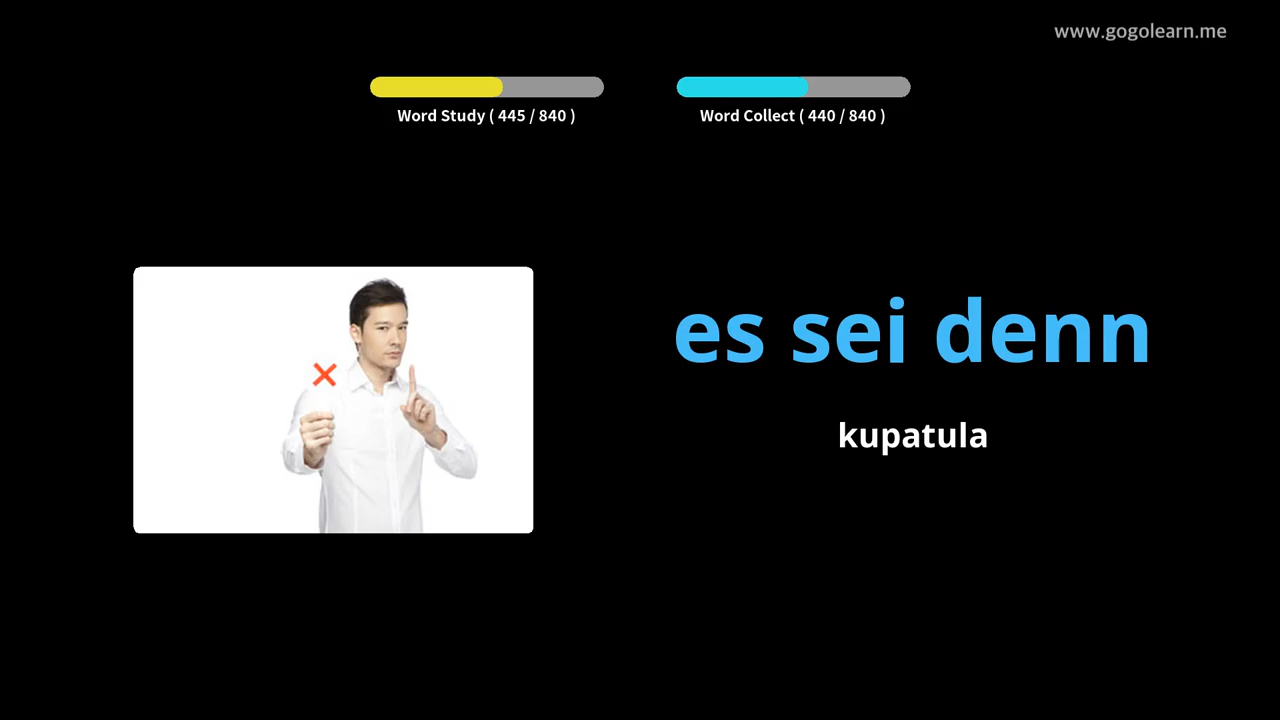 www.gogolearn.me
Word Study ( 445 / 840 )
Word Collect ( 440 / 840 )
es sei denn
kupatula